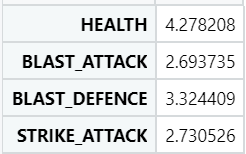 HEALTH 4.278208
BLAST_ATTACK 2.693735
BLAST_DEFENCE 3.324409
STRIKE_ATTACK 2.730526